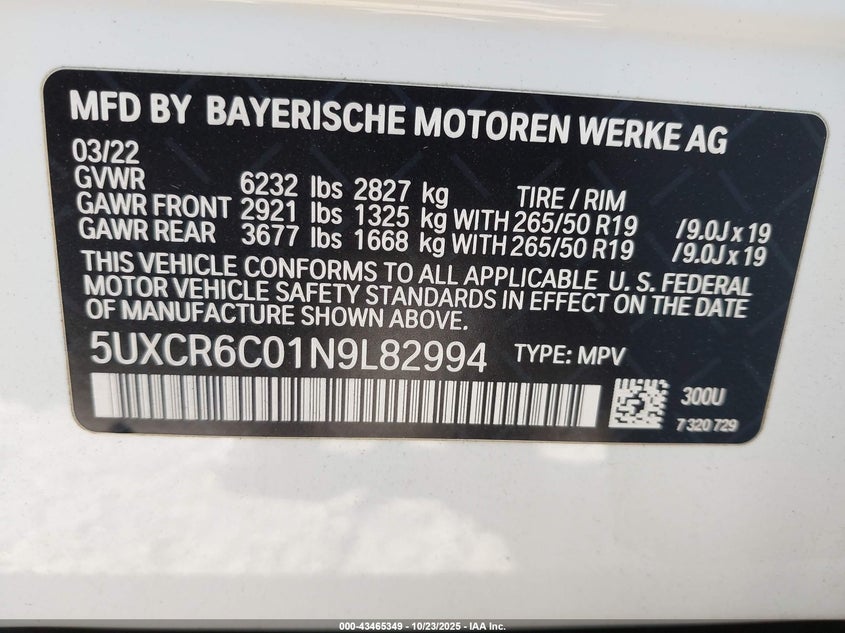 MFD BY BAYERISCHE MOTOREN WERKE AG
03/22
GVWR 6232 lbs 2827 kg TIRE / RIM
GAWR FRONT 2921 lbs 1325 kg WITH 265/50 R19 /9.0J x 19
GAWR REAR 3677 lbs 1668 kg WITH 265/50 R19 /9.0J x 19
THIS VEHICLE CONFORMS TO ALL APPLICABLE U. S. FEDERAL
MOTOR VEHICLE SAFETY STANDARDS IN EFFECT ON THE DATE
OF MANUFACTURE SHOWN ABOVE.
5UXCR6C01N9L82994 TYPE: MPV
300U
7 320 729
000-43465349 | 10/23/2025 - IAA Inc.